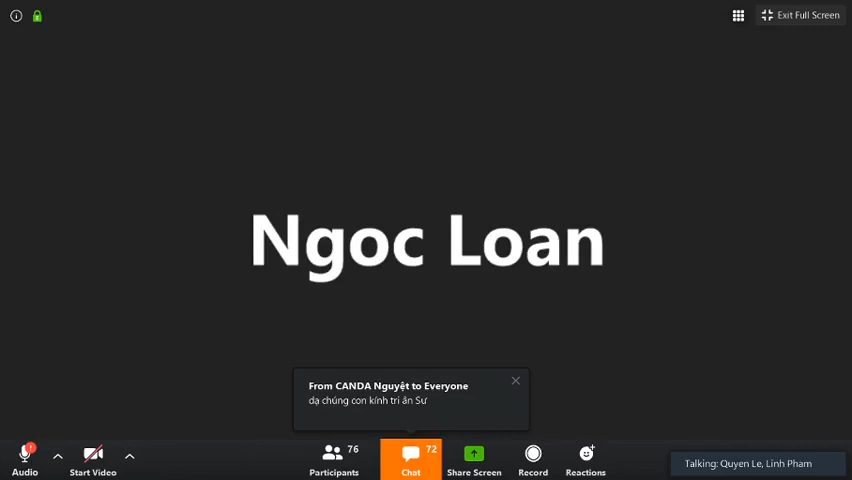 Exit Full Screen
Ngoc Loan
From CANDA Nguyệt to Everyone
dạ chúng con kính tri ân Sư
76
72
Audio
Start Video
Participants
Chat
Share Screen
Record
Reactions
Talking: Quyen Le, Linh Pham